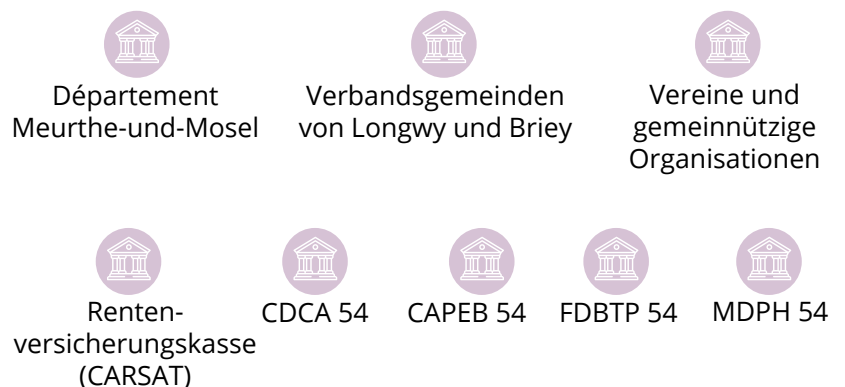 Département
Meurthe-und-Mosel
Verbandsgemeinden
von Longwy und Briey
Vereine und
gemeinnützige
Organisationen
Renten-
versicherungskasse
(CARSAT)
CDCA 54
CAPEB 54
FDBTP 54
MDPH 54